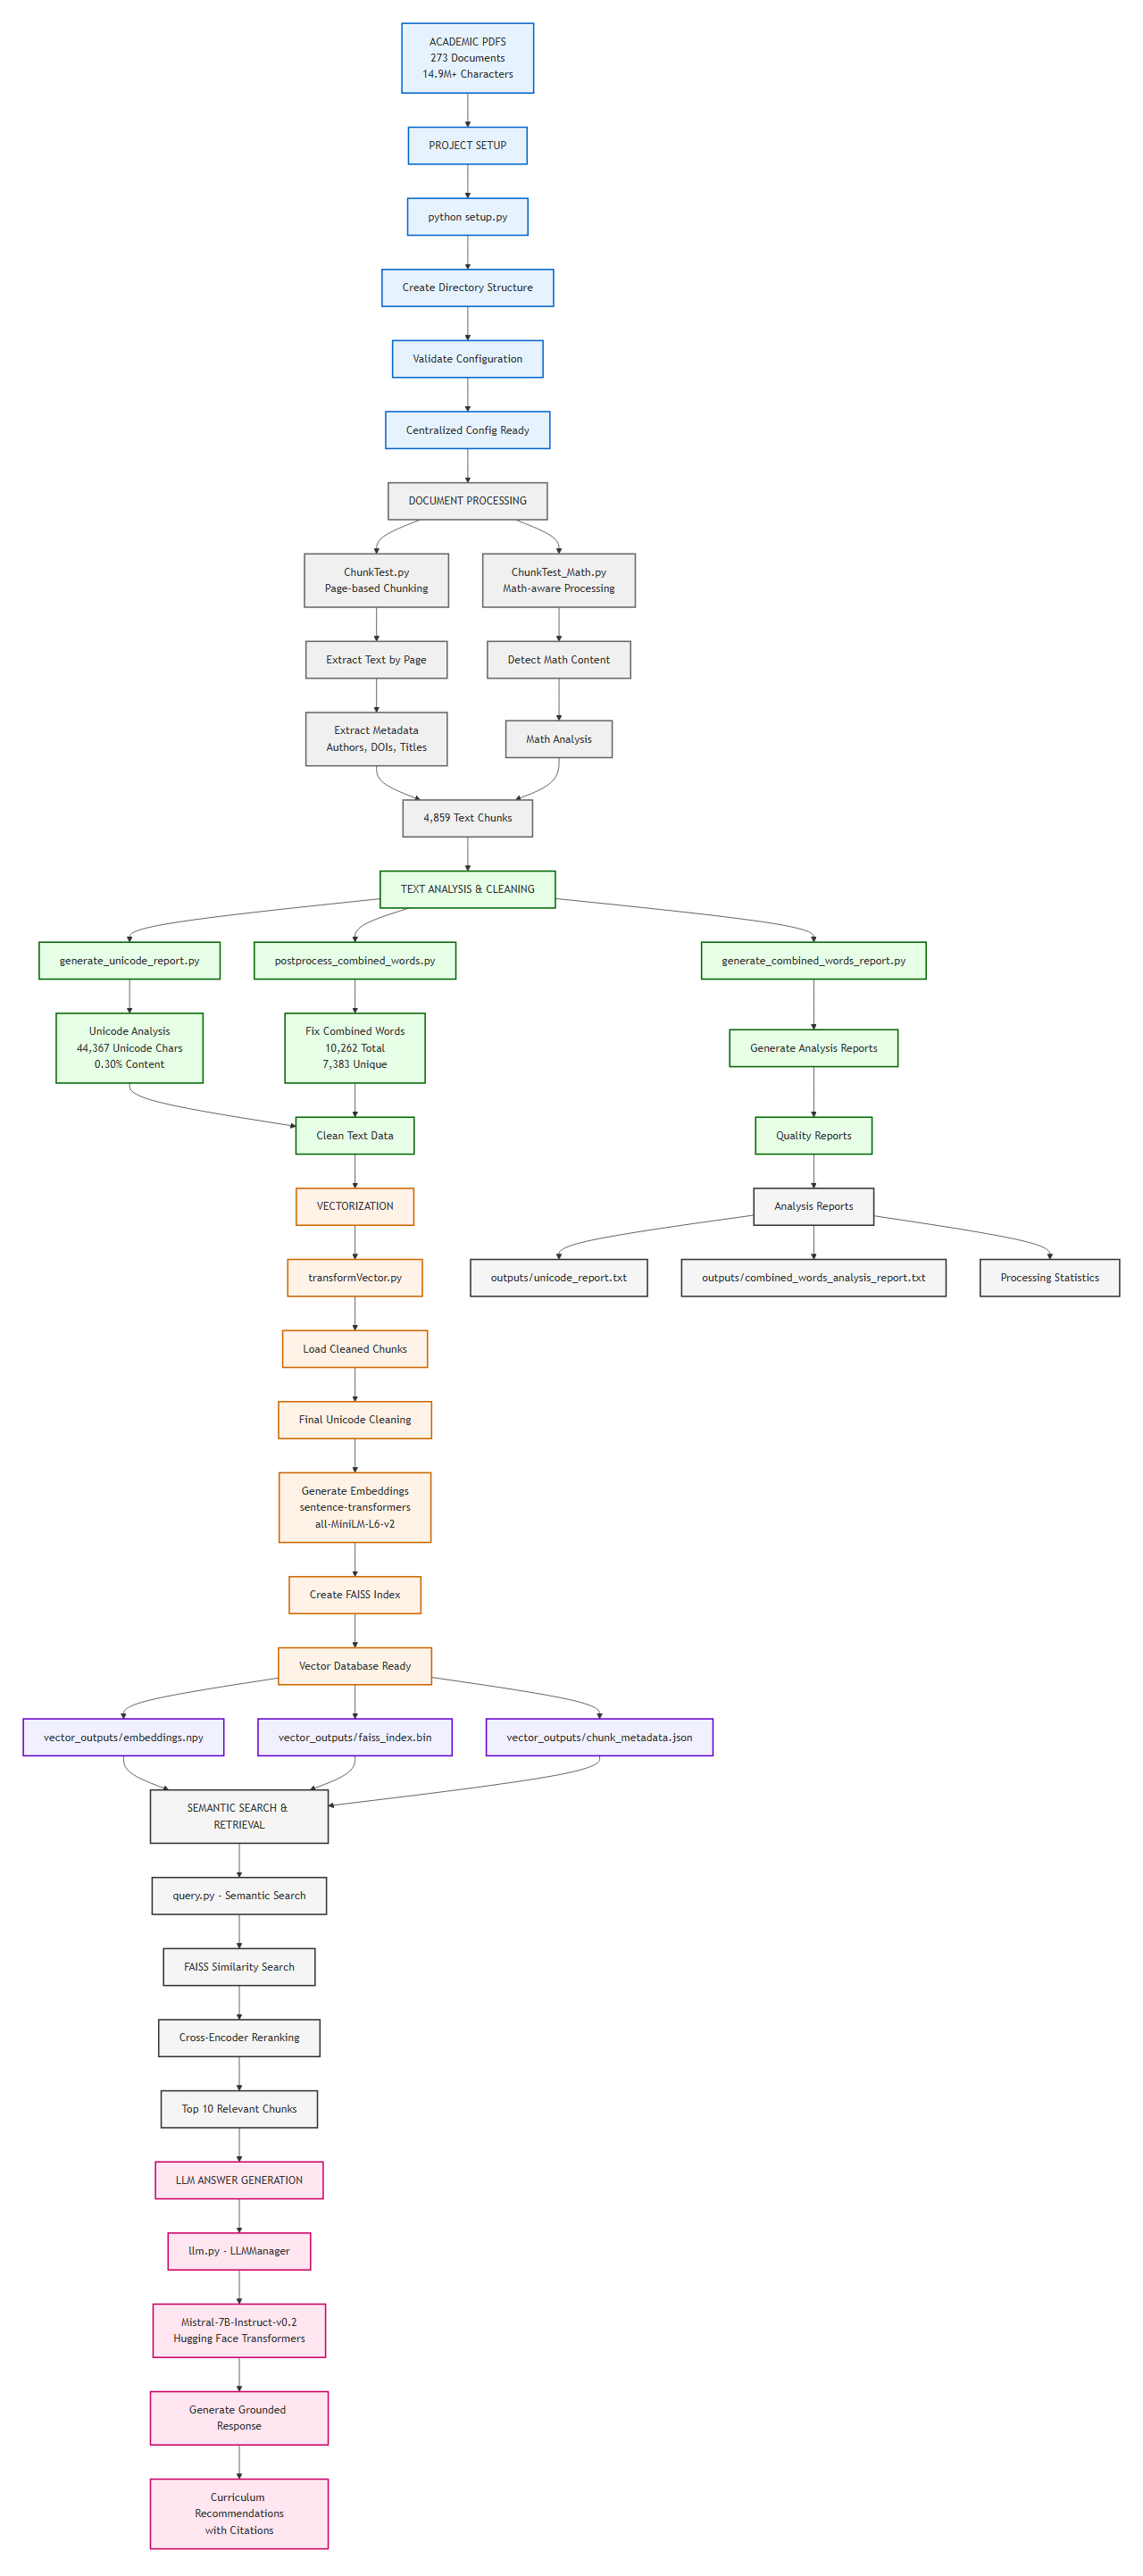 ACADEMIC PDFS
273 Documents
14.9M+ Characters
PROJECT SETUP
python setup.py
Create Directory Structure
Validate Configuration
Centralized Config Ready
DOCUMENT PROCESSING
ChunkTest.py
Page-based Chunking
ChunkTest_Math.py
Math-aware Processing
Extract Text by Page
Detect Math Content
Extract Metadata
Authors, DOIs, Titles
Math Analysis
4,859 Text Chunks
TEXT ANALYSIS & CLEANING
generate_unicode_report.py
postprocess_combined_words.py
generate_combined_words_report.py
Unicode Analysis
44,367 Unicode Chars
0.30% Content
Fix Combined Words
10,262 Total
7,383 Unique
Generate Analysis Reports
Clean Text Data
Quality Reports
VECTORIZATION
Analysis Reports
transformVector.py
outputs/unicode_report.txt
outputs/combined_words_analysis_report.txt
Processing Statistics
Load Cleaned Chunks
Final Unicode Cleaning
Generate Embeddings
sentence-transformers
all-MiniLM-L6-v2
Create FAISS Index
Vector Database Ready
vector_outputs/embeddings.npy
vector_outputs/faiss_index.bin
vector_outputs/chunk_metadata.json
SEMANTIC SEARCH &
RETRIEVAL
query.py - Semantic Search
FAISS Similarity Search
Cross-Encoder Reranking
Top 10 Relevant Chunks
LLM ANSWER GENERATION
llm.py - LLMManager
Mistral-7B-Instruct-v0.2
Hugging Face Transformers
Generate Grounded
Response
Curriculum
Recommendations
with Citations